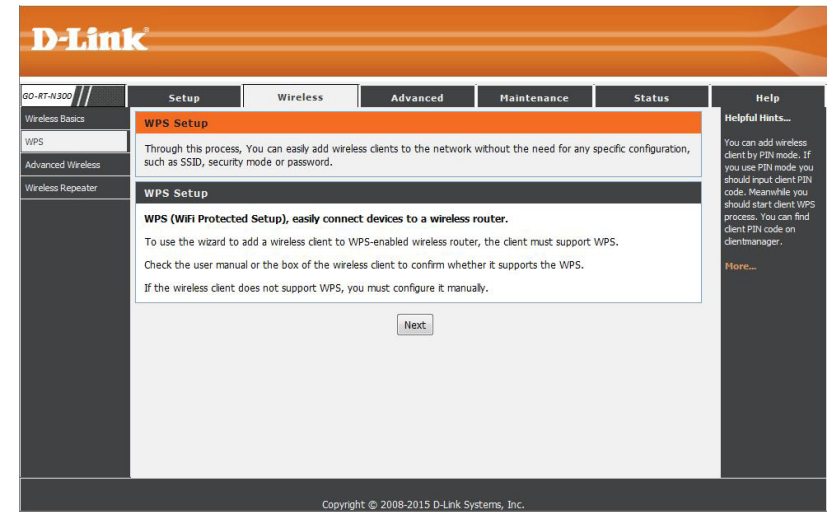 D-Link
GO-RT-N300
Setup
Wireless
Advanced
Maintenance
Status
Help
Wireless Basics
WPS
Advanced Wireless
Wireless Repeater
WPS Setup
Through this process, You can easily add wireless clients to the network without the need for any specific configuration,
such as SSID, security mode or password.
WPS Setup
WPS (WiFi Protected Setup), easily connect devices to a wireless router.
To use the wizard to add a wireless client to WPS-enabled wireless router, the client must support WPS.
Check the user manual or the box of the wireless client to confirm whether it supports the WPS.
If the wireless client does not support WPS, you must configure it manually.
Next
Helpful Hints...
You can add wireless
client by PIN mode. If
you use PIN mode you
should input client PIN
code. Meanwhile you
should start client WPS
process. You can find
client PIN code on
clientmanager.
More...
Copyright © 2008-2015 D-Link Systems, Inc.